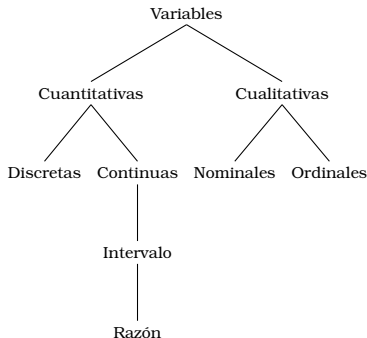 Variables
Cuantitativas Cualitativas
Discretas Continuas Nominales Ordinales
Intervalo
Razón